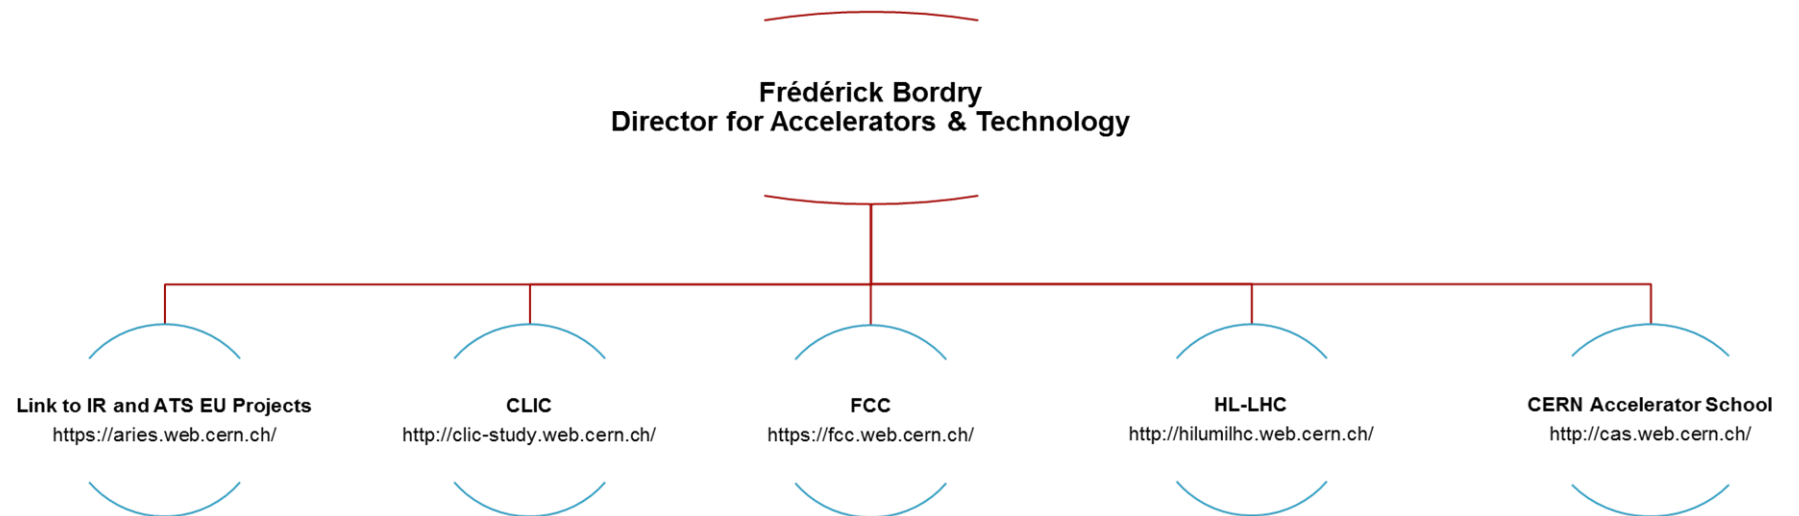 Frédérick Bordry
Director for Accelerators & Technology
Link to IR and ATS EU Projects
https://aries.web.cern.ch/
CLIC
http://clic-study.web.cern.ch/
FCC
https://fcc.web.cern.ch/
HL-LHC
http://hilumilhc.web.cern.ch/
CERN Accelerator School
http://cas.web.cern.ch/